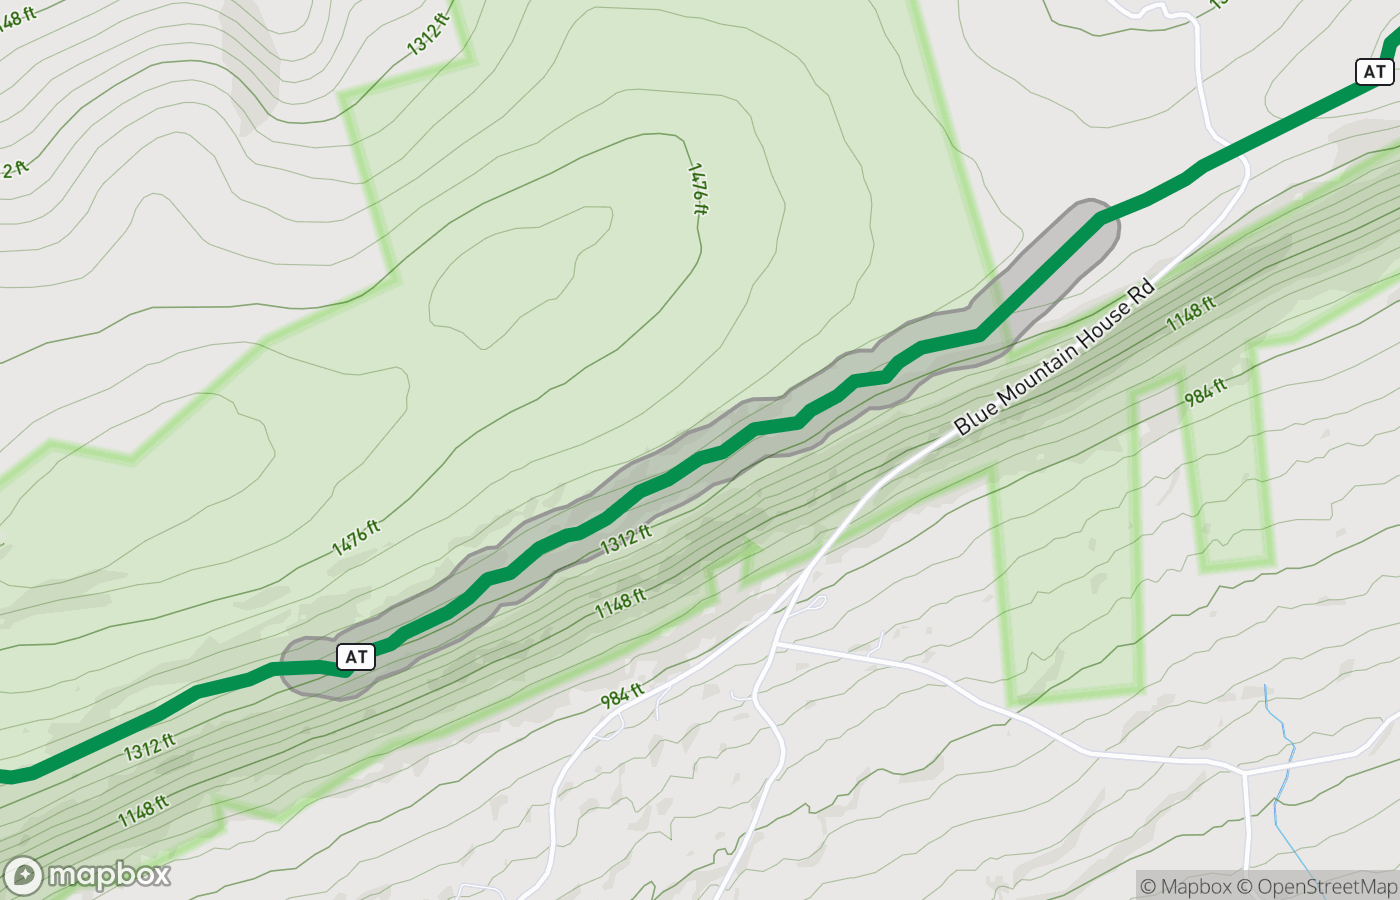 1312 ft
AT
1476 ft
1148 ft
Blue Mountain House Rd
984 ft
1476 ft
1312 ft
1148 ft
AT
984 ft
1312 ft
1148 ft
mapbox
© Mapbox © OpenStreetMap